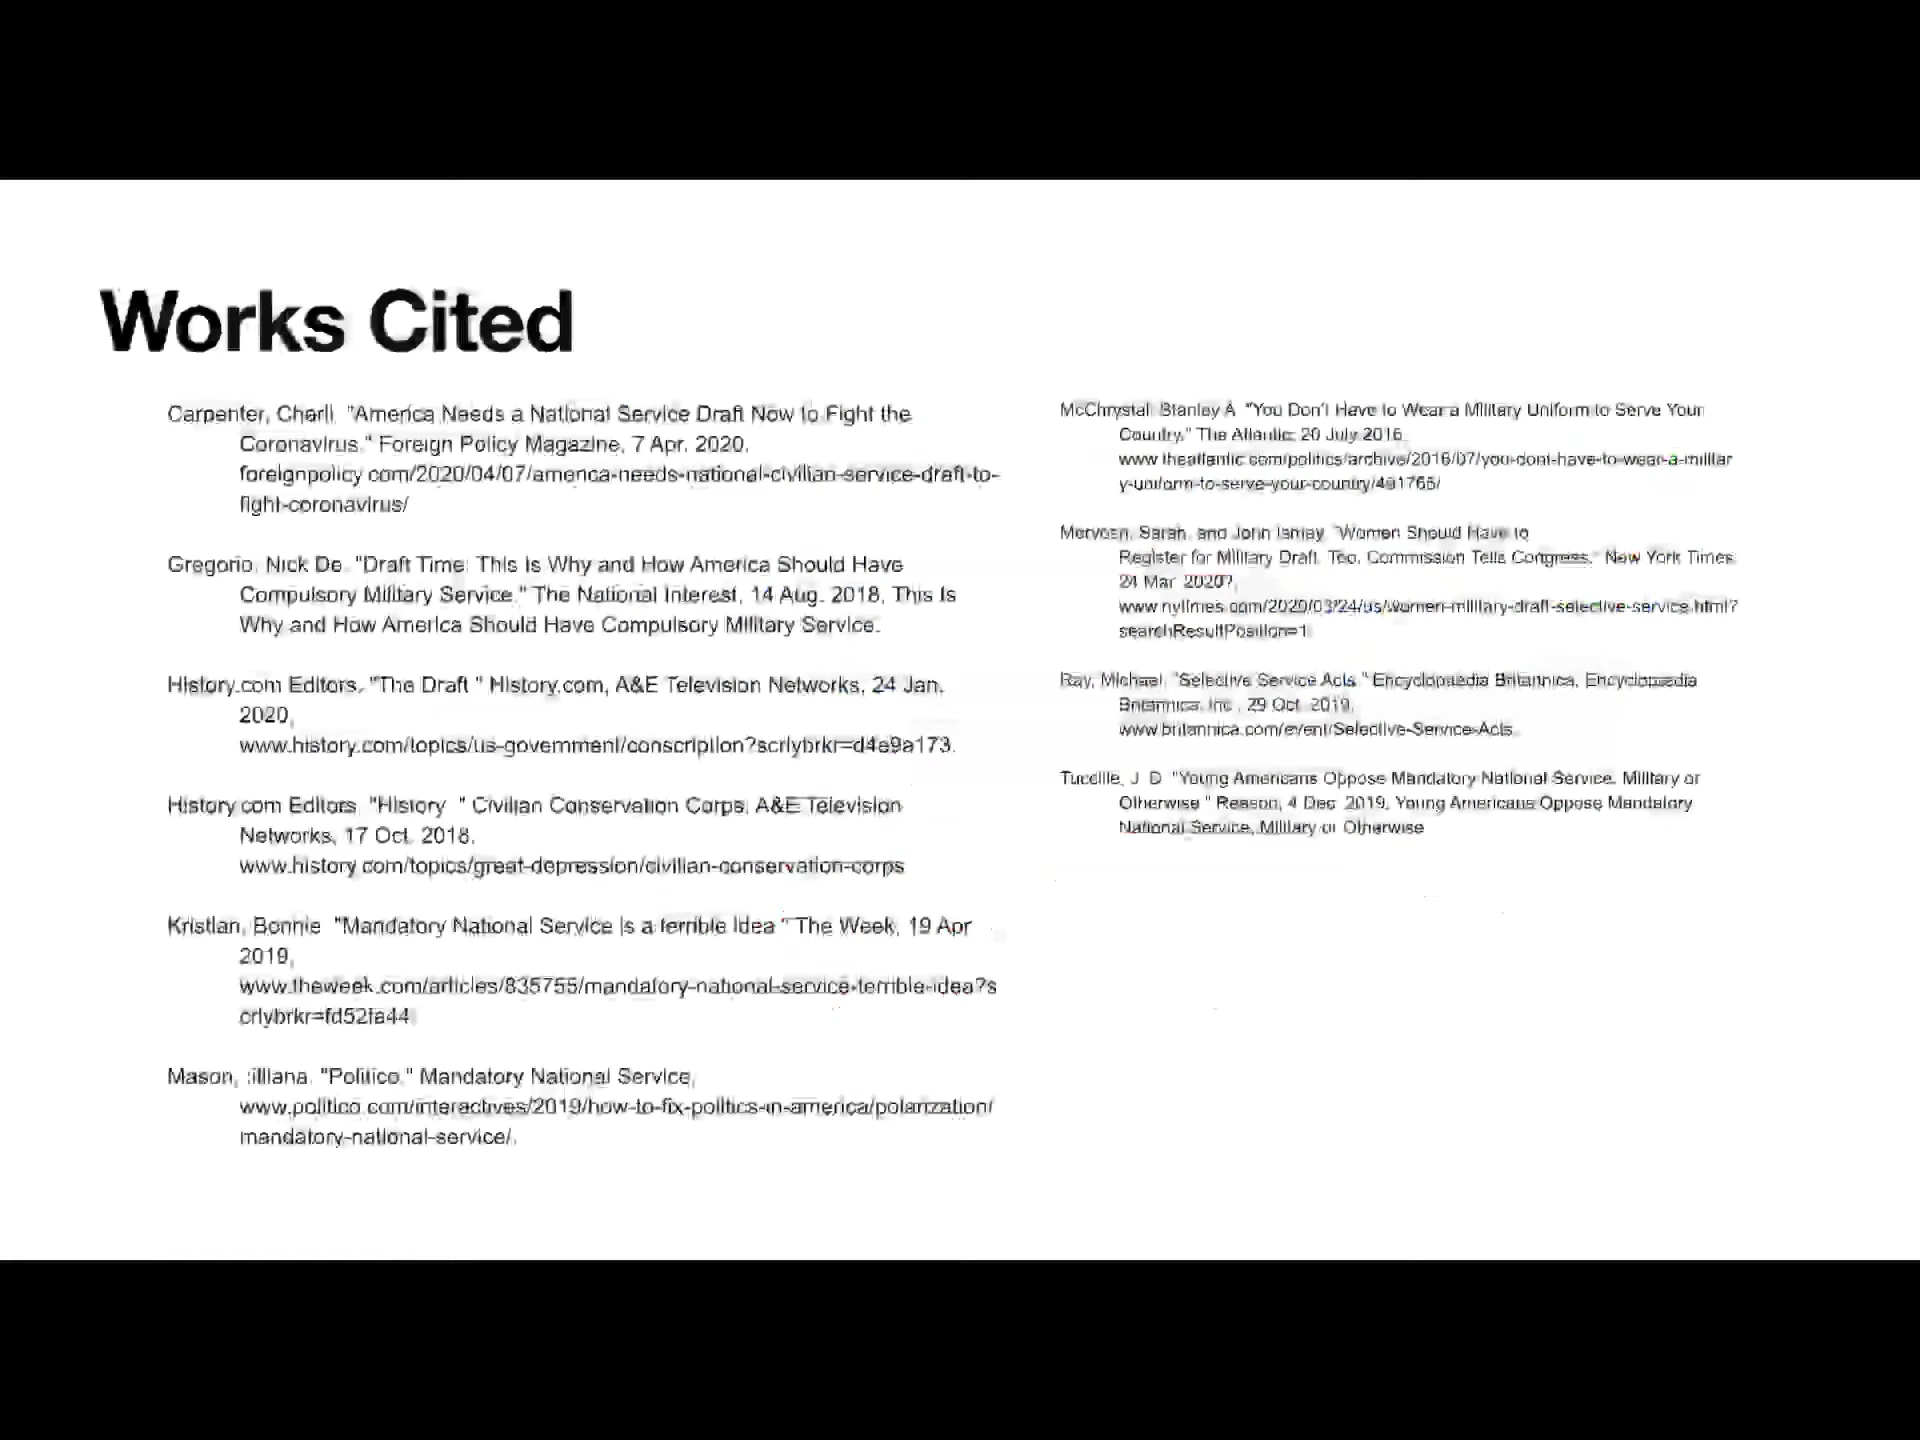 Works Cited
Carpenter, Charli. "America Needs a National Service Draft Now to Fight the
Coronavirus." Foreign Policy Magazine, 7 Apr. 2020,
foreignpolicy.com/2020/04/07/america-needs-national-civilian-service-draft-to-
fight-coronavirus/
Gregorio, Nick De. "Draft Time: This Is Why and How America Should Have
Compulsory Military Service." The National Interest, 14 Aug. 2018, This Is
Why and How America Should Have Compulsory Military Service.
History.com Editors. "The Draft." History.com, A&E Television Networks, 24 Jan.
2020,
www.history.com/topics/us-government/conscription?scrlybrkr=d4e9a173.
History.com Editors. "History." Civilian Conservation Corps, A&E Television
Networks, 17 Oct. 2018,
www.history.com/topics/great-depression/civilian-conservation-corps
Kristian, Bonnie. "Mandatory National Service is a terrible Idea." The Week, 19 Apr
2019,
www.theweek.com/articles/835755/mandatory-national-service-terrible-idea?s
crlybrkr=fd52fa44
Mason, "Politico." Mandatory National Service,
www.politico.com/interactives/2019/how-to-fix-politics-in-america/polarization/
mandatory-national-service/.
McChrystal, Stanley A. "You Don't Have to Wear a Military Uniform to Serve Your
Country." The Atlantic, 20 July 2016,
www.theatlantic.com/politics/archive/2016/07/you-dont-have-to-wear-a-militar
y-uniform-to-serve-your-country/491765/
Mervosh, Sarah, and John Ismay. "Women Should Have to
Register for Military Draft, Too, Commission Tells Congress." New York Times
24 Mar. 2020?,
www.nytimes.com/2020/03/24/us/women-military-draft-selective-service.html?
searchResultPosition=1
Ray, Michael. "Selective Service Acts." Encyclopaedia Britannica, Encyclopaedia
Britannica, Inc., 29 Oct. 2019,
www.britannica.com/event/Selective-Service-Acts.
Tuccille, J. D. "Young Americans Oppose Mandatory National Service, Military or
Otherwise." Reason, 4 Dec. 2019, Young Americans Oppose Mandatory
National Service, Military or Otherwise